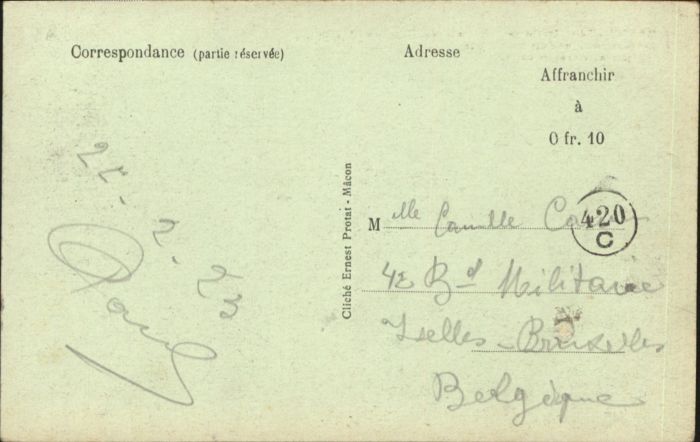 Correspondance (partie réservée)
Adresse
Affranchir
à
0 fr. 10
2.23
Paul
Cliché Ernest Protat - Mâcon
420
C
Mlle Camille
42 Bd Militaire
Ixelles-Bruxelles
Belgique